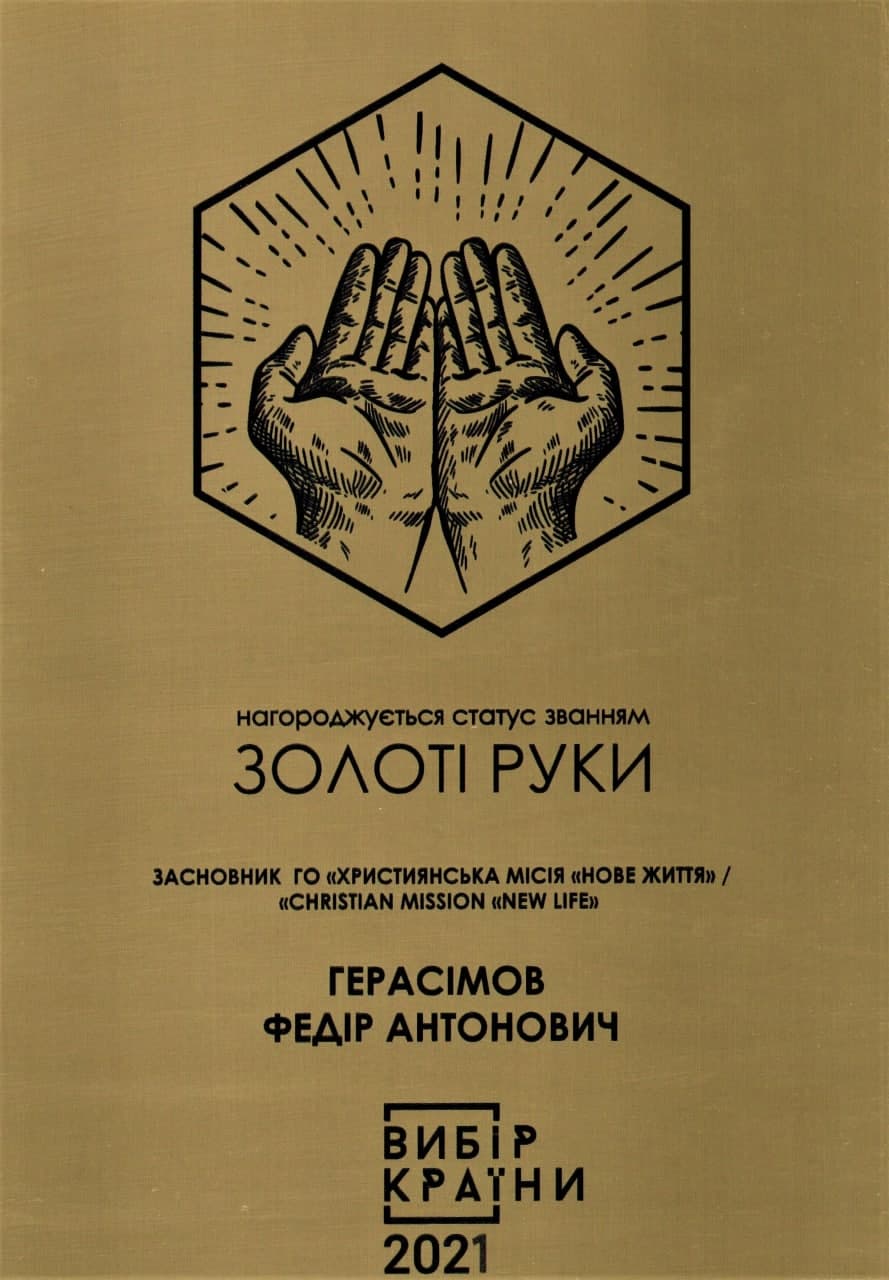 нагороджується статус званням
ЗОЛОТІ РУКИ
ЗАСНОВНИК ГО «ХРИСТИЯНСЬКА МІСІЯ «НОВЕ ЖИТТЯ» /
«CHRISTIAN MISSION «NEW LIFE»
ГЕРАСІМОВ
ФЕДІР АНТОНОВИЧ
ВИБІР
КРАЇНИ
2021